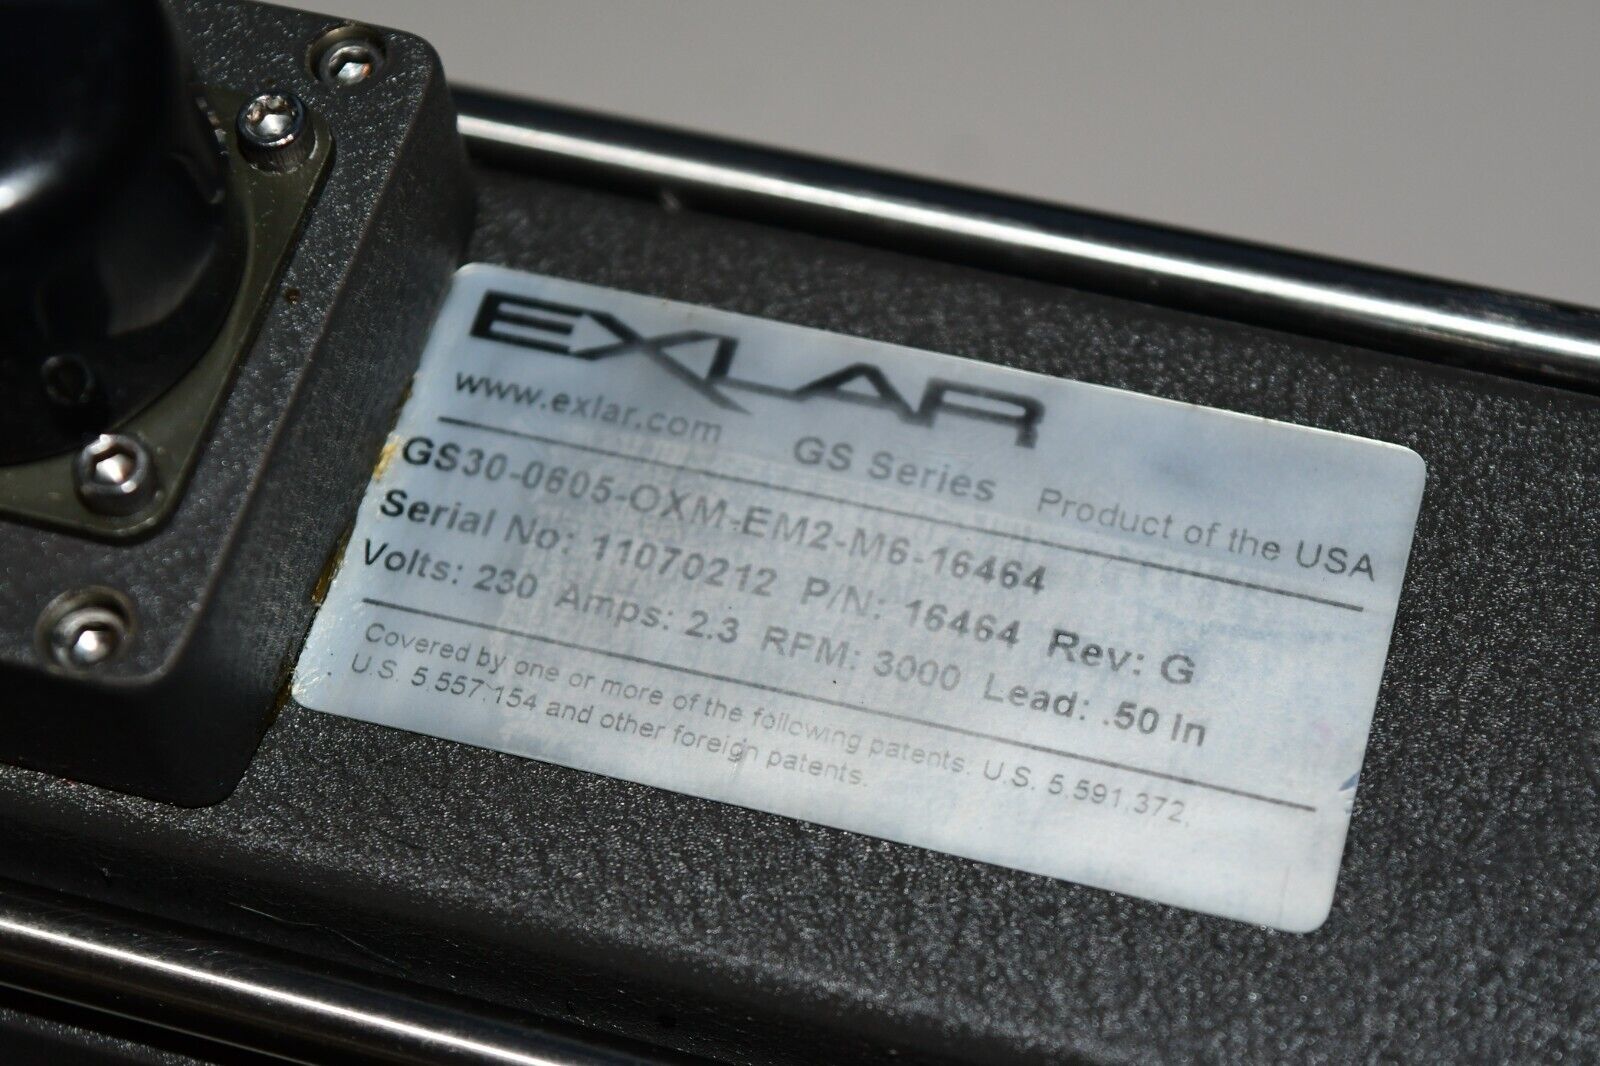 EXLAR
www.exlar.com GS Series Product of the USA
GS30-0605-OXM-EM2-M6-16464
Serial No: 11070212 P/N: 16464 Rev: G
Volts: 230 Amps: 2.3 RPM: 3000 Lead: .50 In
Covered by one or more of the following patents. U.S. 5,591,372,
U.S. 5,557,154 and other foreign patents.